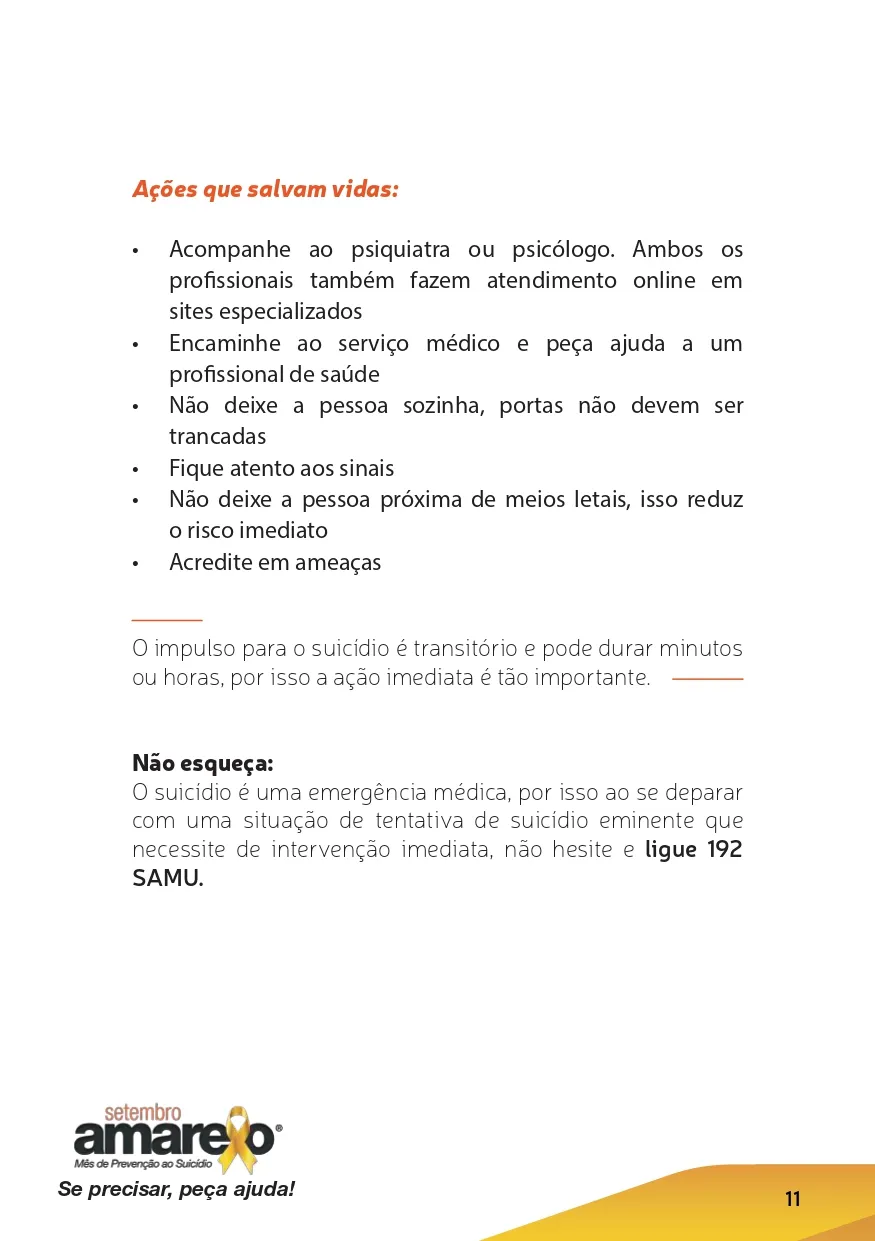 Ações que salvam vidas:
• Acompanhe ao psiquiatra ou psicólogo. Ambos os
profissionais também fazem atendimento online em
sites especializados
• Encaminhe ao serviço médico e peça ajuda a um
profissional de saúde
• Não deixe a pessoa sozinha, portas não devem ser
trancadas
• Fique atento aos sinais
• Não deixe a pessoa próxima de meios letais, isso reduz
o risco imediato
• Acredite em ameaças
O impulso para o suicídio é transitório e pode durar minutos
ou horas, por isso a ação imediata é tão importante.
Não esqueça:
O suicídio é uma emergência médica, por isso ao se deparar
com uma situação de tentativa de suicídio eminente que
necessite de intervenção imediata, não hesite e ligue 192
SAMU.
setembro
amarelo®
Mês de Prevenção ao Suicídio
Se precisar, peça ajuda!
11